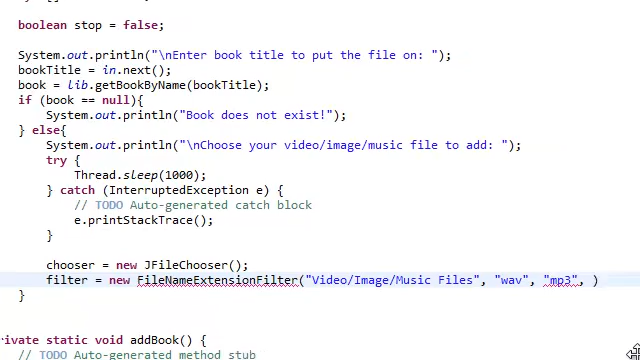 boolean stop = false;
System.out.println("\nEnter book title to put the file on: ");
bookTitle = in.next();
book = lib.getBookByName(bookTitle);
if (book == null){
System.out.println("Book does not exist!");
} else{
System.out.println("\nChoose your video/image/music file to add: ");
try {
Thread.sleep(1000);
} catch (InterruptedException e) {
// TODO Auto-generated catch block
e.printStackTrace();
}
chooser = new JFileChooser();
filter = new FileNameExtensionFilter("Video/Image/Music Files", "wav", "mp3", )
}
rivate static void addBook() {
// TODO Auto-generated method stub